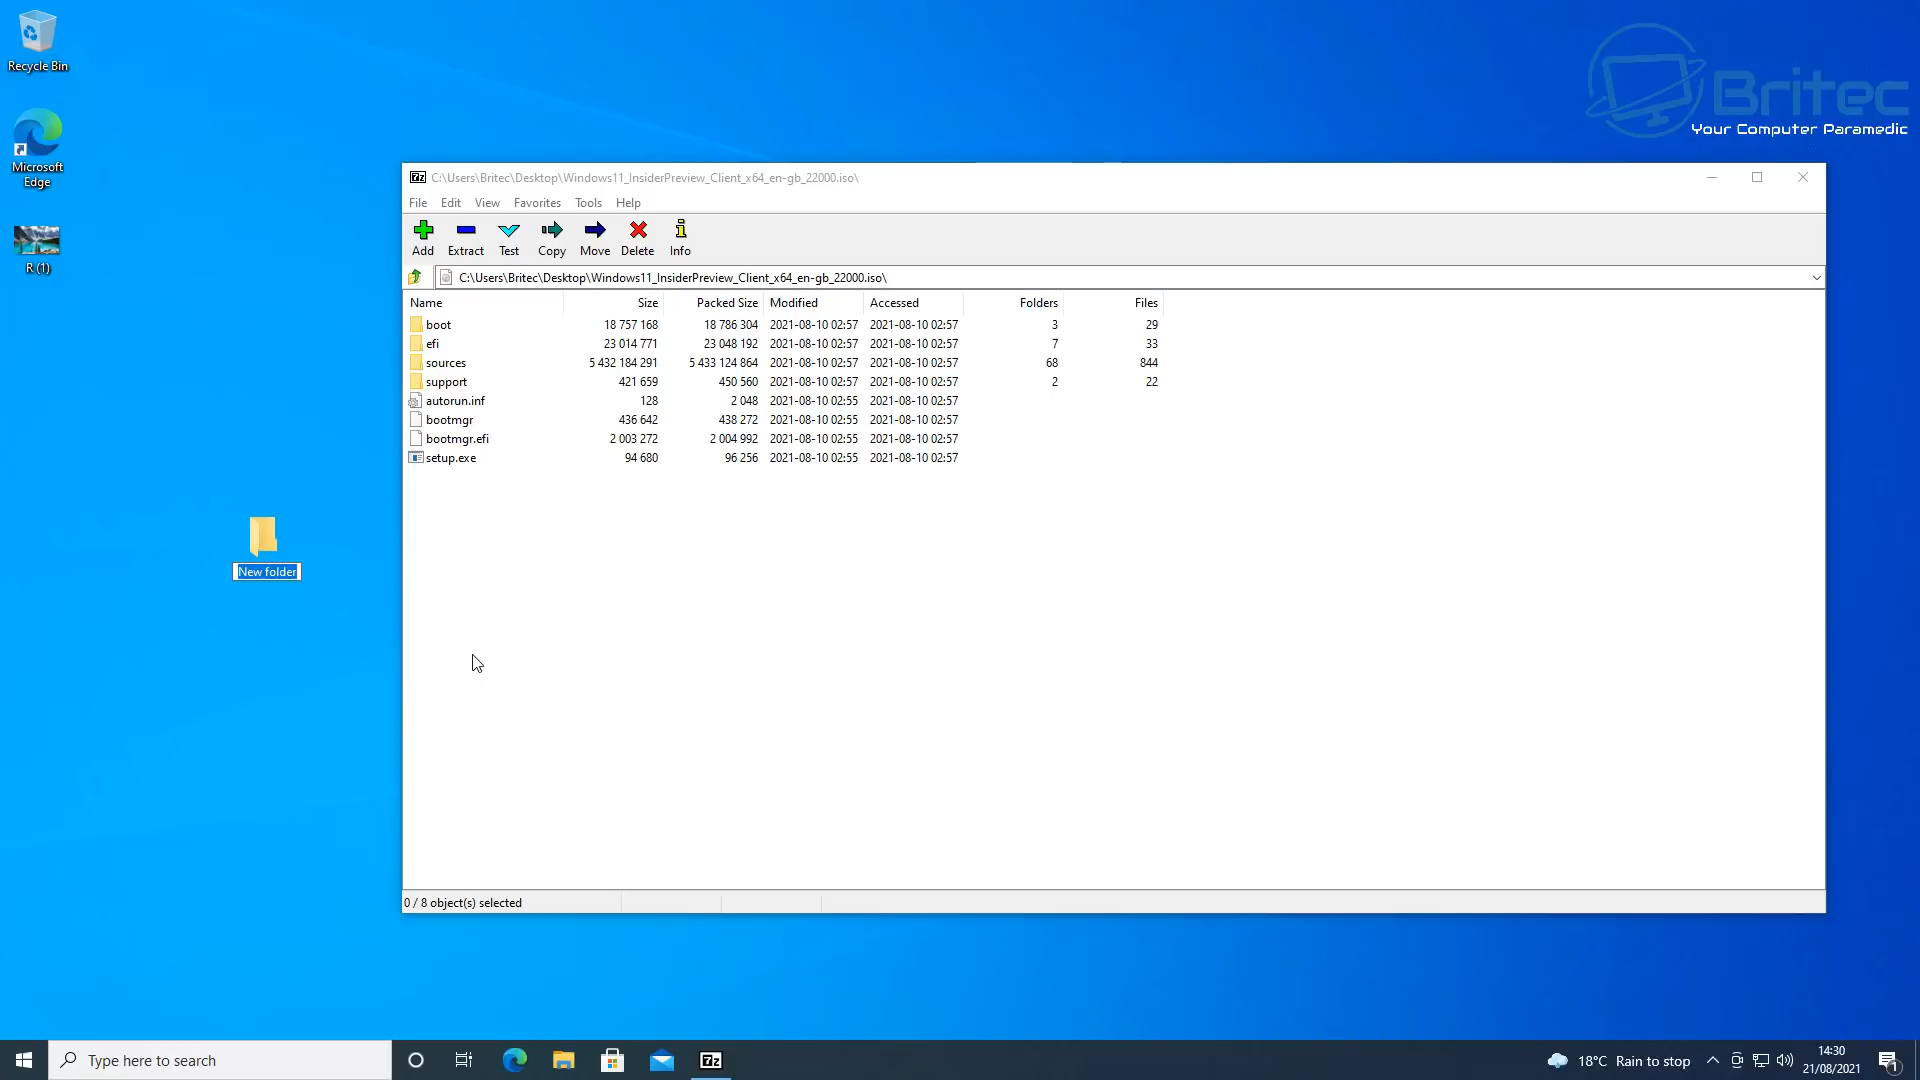 Recycle Bin
Microsoft
Edge
R (1)
New folder
Britec
Your Computer Paramedic
7z C:\Users\Britec\Desktop\Windows11_InsiderPreview_Client_x64_en-gb_22000.iso\
File Edit View Favorites Tools Help
Add Extract Test Copy Move Delete Info
C:\Users\Britec\Desktop\Windows11_InsiderPreview_Client_x64_en-gb_22000.iso\
Name Size Packed Size Modified Accessed Folders Files
boot 18 757 168 18 786 304 2021-08-10 02:57 2021-08-10 02:57 3 29
efi 23 014 771 23 048 192 2021-08-10 02:57 2021-08-10 02:57 7 33
sources 5 432 184 291 5 433 124 864 2021-08-10 02:57 2021-08-10 02:57 68 844
support 421 659 450 560 2021-08-10 02:57 2021-08-10 02:57 2 22
autorun.inf 128 2 048 2021-08-10 02:55 2021-08-10 02:57
bootmgr 436 642 438 272 2021-08-10 02:55 2021-08-10 02:57
bootmgr.efi 2 003 272 2 004 992 2021-08-10 02:55 2021-08-10 02:57
setup.exe 94 680 96 256 2021-08-10 02:55 2021-08-10 02:57
0 / 8 object(s) selected
Type here to search 7z 18°C Rain to stop 14:30
21/08/2021 1